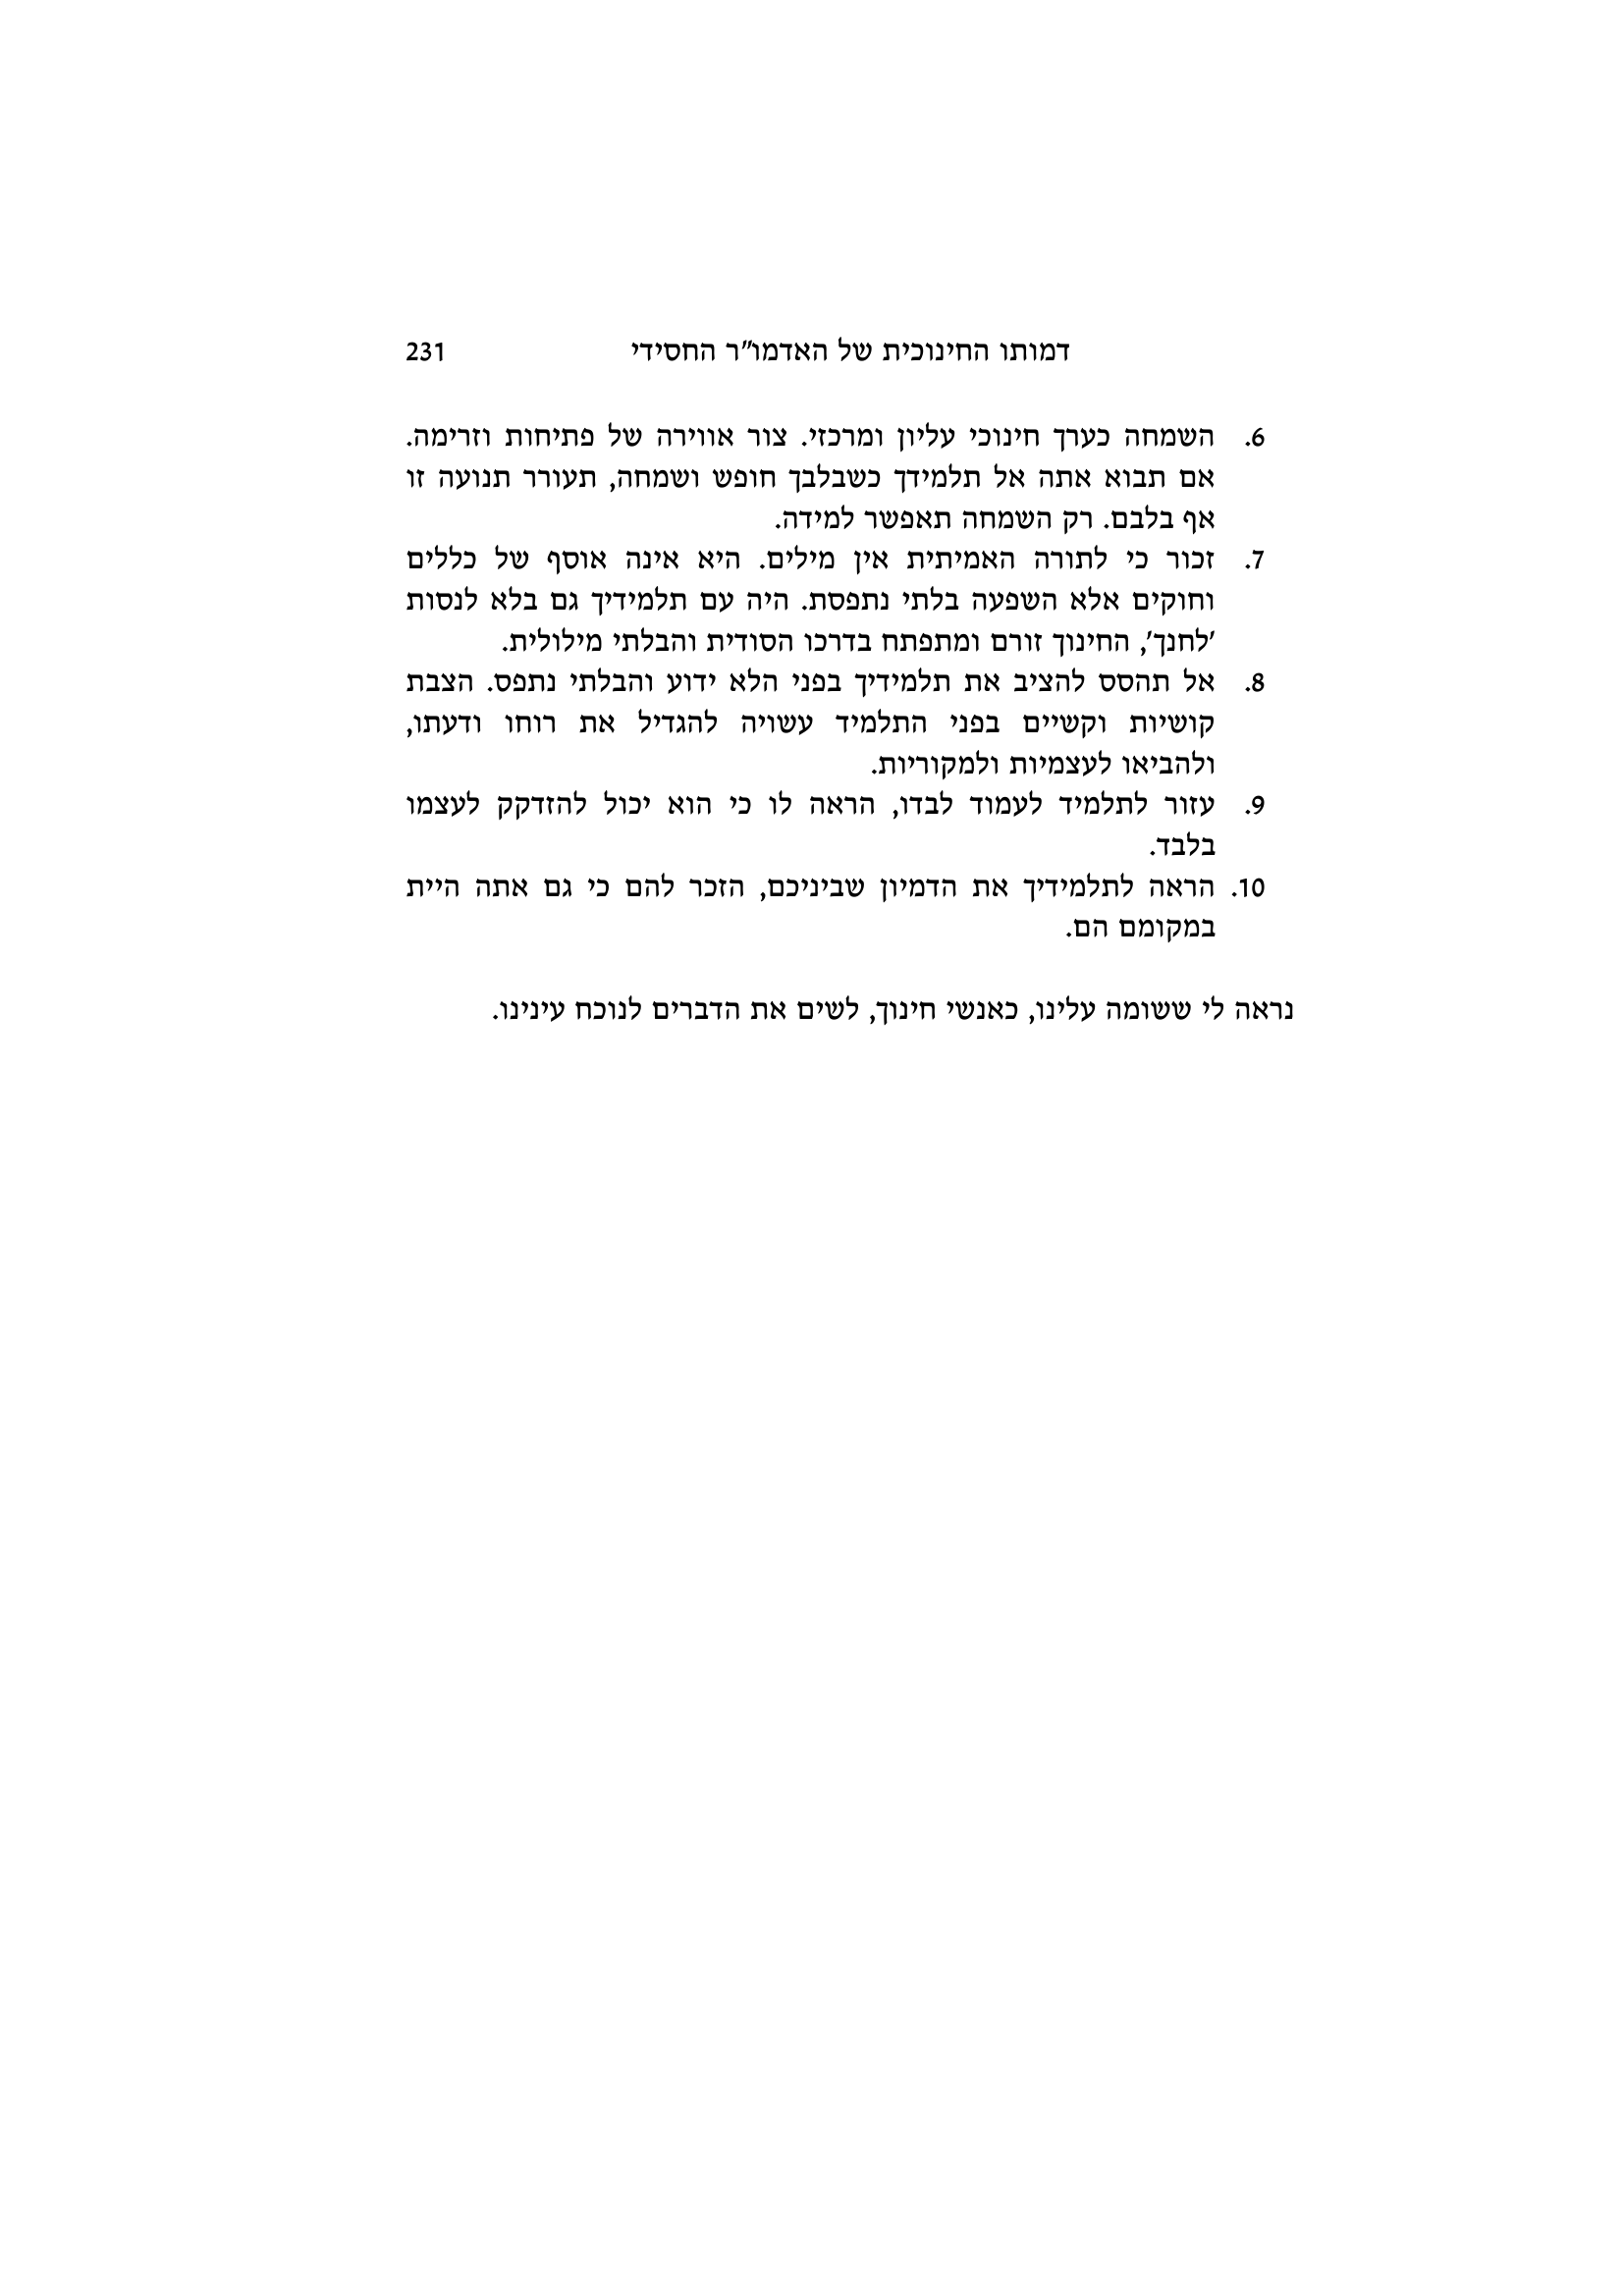 דמותו החינוכית של האדמו"ר החסידי 231
6. השמחה כערך חינוכי עליון ומרכזי. צור אווירה של פתיחות וזרימה.
אם תבוא אתה אל תלמידך כשבלבך חופש ושמחה, תעורר תנועה זו
אף בלבם. רק השמחה תאפשר למידה.
7. זכור כי לתורה האמיתית אין מילים. היא אינה אוסף של כללים
וחוקים אלא השפעה בלתי נתפסת. היה עם תלמידיך גם בלא לנסות
'לחנך', החינוך זורם ומתפתח בדרכו הסודית והבלתי מילולית.
8. אל תהסס להציב את תלמידיך בפני הלא ידוע והבלתי נתפס. הצבת
קושיות וקשיים בפני התלמיד עשויה להגדיל את רוחו ודעתו,
ולהביאו לעצמיות ולמקוריות.
9. עזור לתלמיד לעמוד לבדו, הראה לו כי הוא יכול להזדקק לעצמו
בלבד.
10. הראה לתלמידיך את הדמיון שביניכם, הזכר להם כי גם אתה היית
במקומם הם.
נראה לי ששומה עלינו, כאנשי חינוך, לשים את הדברים לנוכח עינינו.